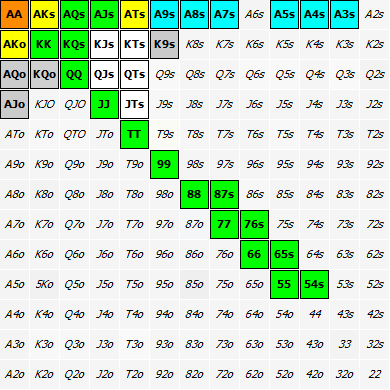 AA AKs AQs AJs ATs A9s A8s A7s A6s A5s A4s A3s A2s
AKo KK KQs KJs KTs K9s K8s K7s K6s K5s K4s K3s K2s
AQo KQo QQ QJs QTs Q9s Q8s Q7s Q6s Q5s Q4s Q3s Q2s
AJo KJO QJO JJ JTs J9s J8s J7s J6s J5s J4s J3s J2s
ATo KTo QTO JTo TT T9s T8s T7s T6s T5s T4s T3s T2s
A9o K9o Q9o J9o T9o 99 98s 97s 96s 95s 94s 93s 92s
A8o K8o Q8o J8o T8o 98o 88 87s 86s 85s 84s 83s 82s
A7o K7o Q7o J7o T7o 97o 87o 77 76s 75s 74s 73s 72s
A6o K6o Q6o J6o T6o 96o 86o 76o 66 65s 64s 63s 62s
A5o 5Ko Q5o J5o T5o 95o 85o 75o 65o 55 54s 53s 52s
A4o K4o Q4o J4o T4o 94o 84o 74o 64o 54o 44 43s 42s
A3o K3o Q3o J3o T3o 93o 83o 73o 63o 53o 43o 33 32s
A2o K2o Q2o J2o T2o 92o 82o 72o 62o 52o 42o 32o 22